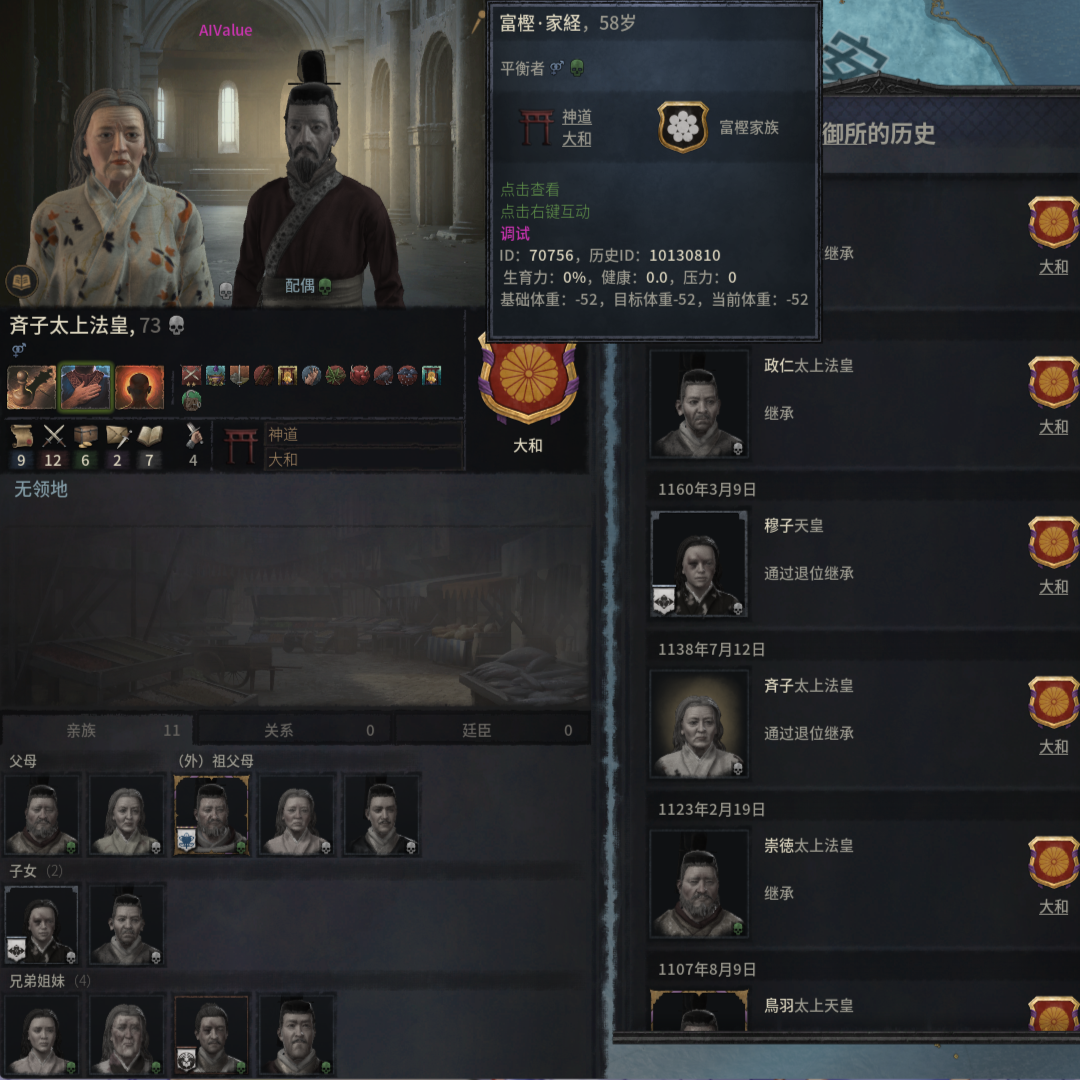 AIValue
富樫·家経，58岁
平衡者
神道
大和
富樫家族
点击查看
点击右键互动
调试
ID：70756，历史ID：10130810
生育力：0%，健康：0.0，压力：0
基础体重：-52，目标体重-52，当前体重：-52
配偶
斉子太上法皇, 73
9 12 6 2 7 4
神道
大和
大和
无领地
亲族 11
关系 0
廷臣 0
父母
（外）祖父母
子女 (2)
兄弟姐妹 (4)
安
御所的历史
继承
大和
政仁太上法皇
继承
大和
1160年3月9日
穆子天皇
通过退位继承
大和
1138年7月12日
斉子太上法皇
通过退位继承
大和
1123年2月19日
崇徳太上法皇
继承
大和
1107年8月9日
鳥羽太上天皇